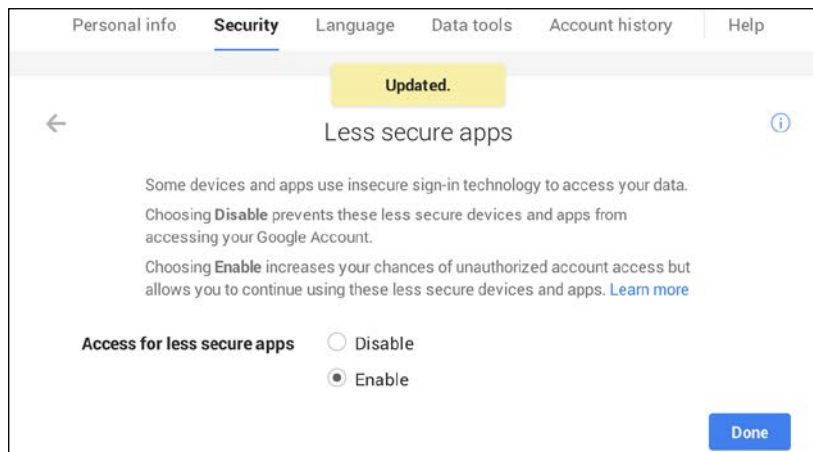 Personal info Security Language Data tools Account history Help
Updated.
Less secure apps
Some devices and apps use insecure sign-in technology to access your data.
Choosing Disable prevents these less secure devices and apps from
accessing your Google Account.
Choosing Enable increases your chances of unauthorized account access but
allows you to continue using these less secure devices and apps. Learn more
Access for less secure apps Disable
Enable
Done